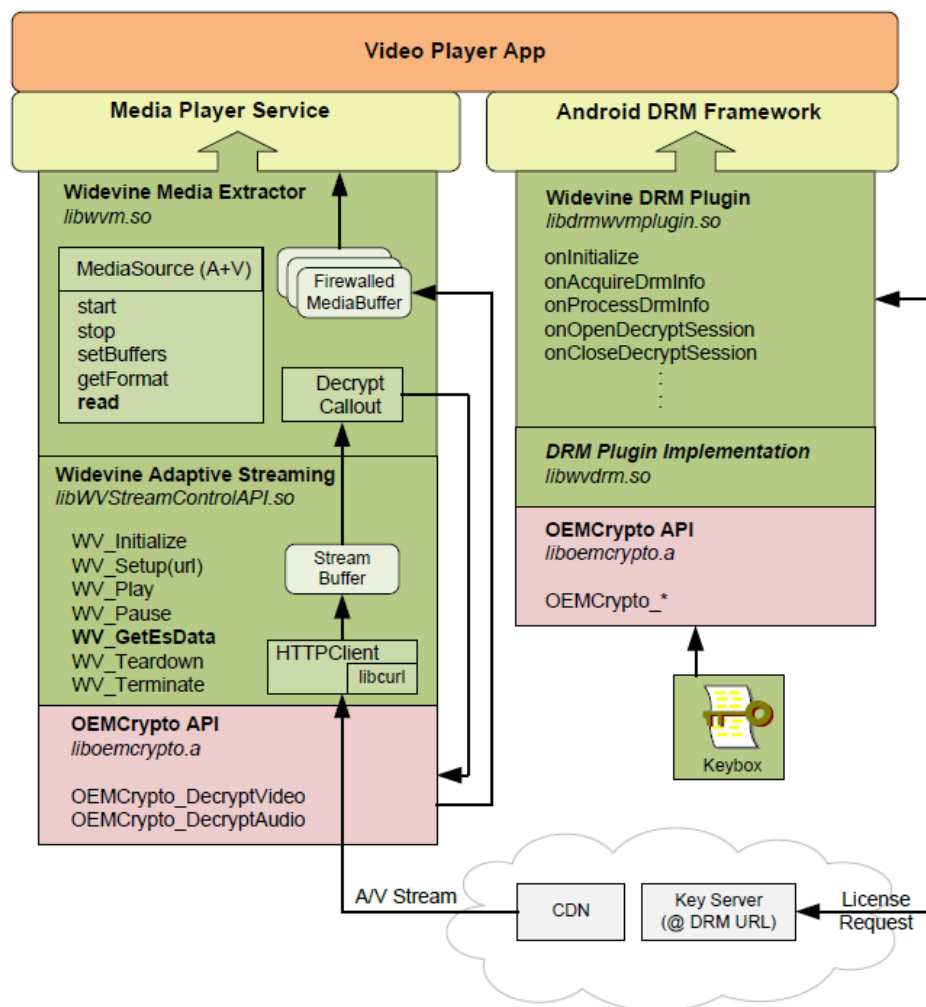 Video Player App
Media Player Service
Android DRM Framework
Widevine Media Extractor
libwvm.so
MediaSource (A+V)
start
stop
setBuffers
getFormat
read
Firewalled
MediaBuffer
Decrypt
Callout
Widevine Adaptive Streaming
libWVStreamControlAPI.so
WV_Initialize
WV_Setup(url)
WV_Play
WV_Pause
WV_GetEsData
WV_Teardown
WV_Terminate
Stream
Buffer
HTTPClient
libcurl
OEMCrypto API
liboemcrypto.a
OEMCrypto_DecryptVideo
OEMCrypto_DecryptAudio
Widevine DRM Plugin
libdrmwvmplugin.so
onInitialize
onAcquireDrmInfo
onProcessDrmInfo
onOpenDecryptSession
onCloseDecryptSession
:
:
DRM Plugin Implementation
libwvdrm.so
OEMCrypto API
liboemcrypto.a
OEMCrypto_*
Keybox
A/V Stream
CDN
Key Server
(@ DRM URL)
License
Request